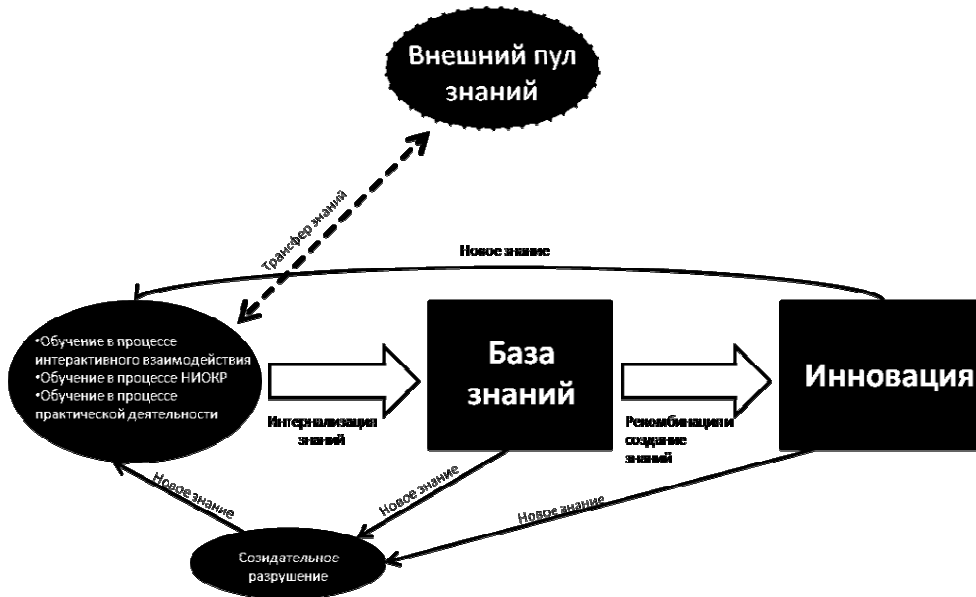 Внешний пул
знаний
Трансфер знаний
Новое знание
•Обучение в процессе
интерактивного взаимодействия
•Обучение в процессе НИОКР
•Обучение в процессе
практической деятельности
Интернализация
знаний
База
знаний
Рекомбинация и
создание
знаний
Инновация
Новое знание
Новое знание
Новое знание
Созидательное
разрушение